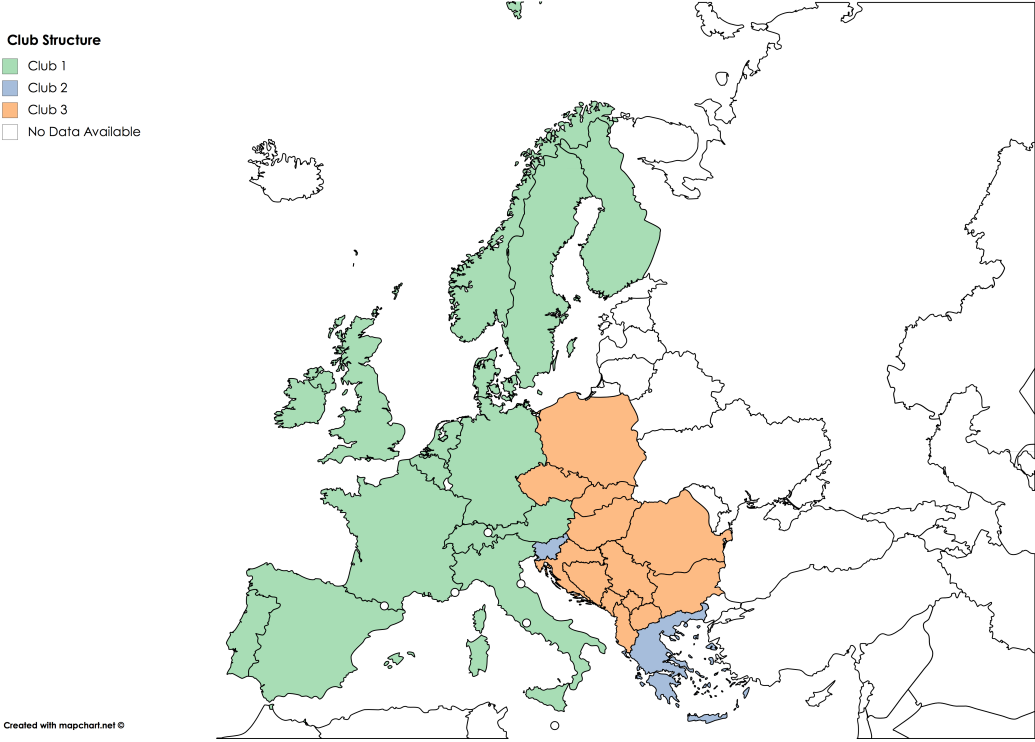 Club Structure
Club 1
Club 2
Club 3
No Data Available
Created with mapchart.net ©